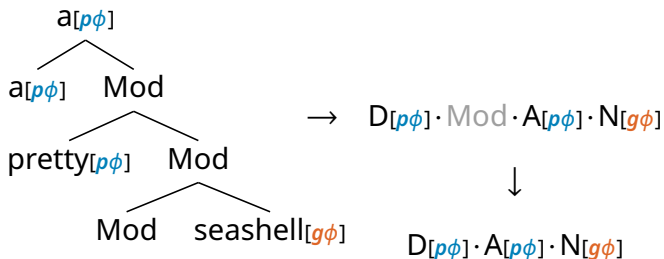 a[pϕ]
a[pϕ] Mod
pretty[pϕ] Mod
Mod seashell[gϕ]
→ D[pϕ]·Mod·A[pϕ]·N[gϕ]
↓
D[pϕ]·A[pϕ]·N[gϕ]